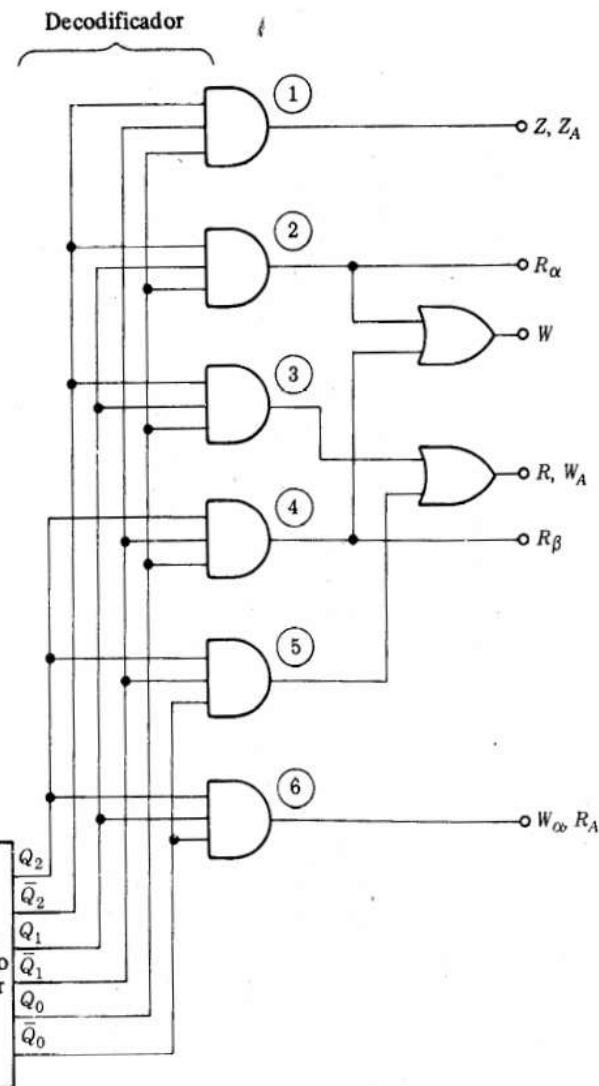 Decodificador
1
Z, Z_A
2
R_α
W
3
R, W_A
4
R_β
5
6
W_α, R_A
Q_2
Q̄_2
Q_1
Q̄_1
o
r
Q_0
Q̄_0